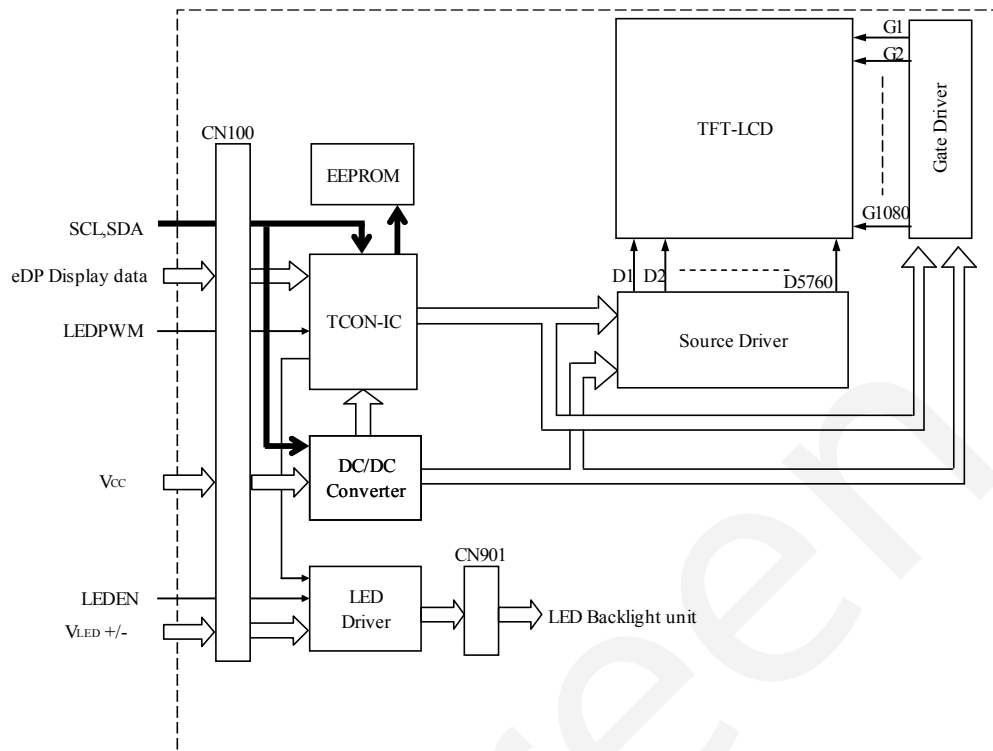 G1
G2
TFT-LCD
Gate Driver
CN100
EEPROM
G1080
SCL,SDA
eDP Display data
D1
D2
D5760
LEDPWM
TCON-IC
Source Driver
VCC
DC/DC
Converter
CN901
LEDEN
LED
Driver
LED Backlight unit
VLED +/-